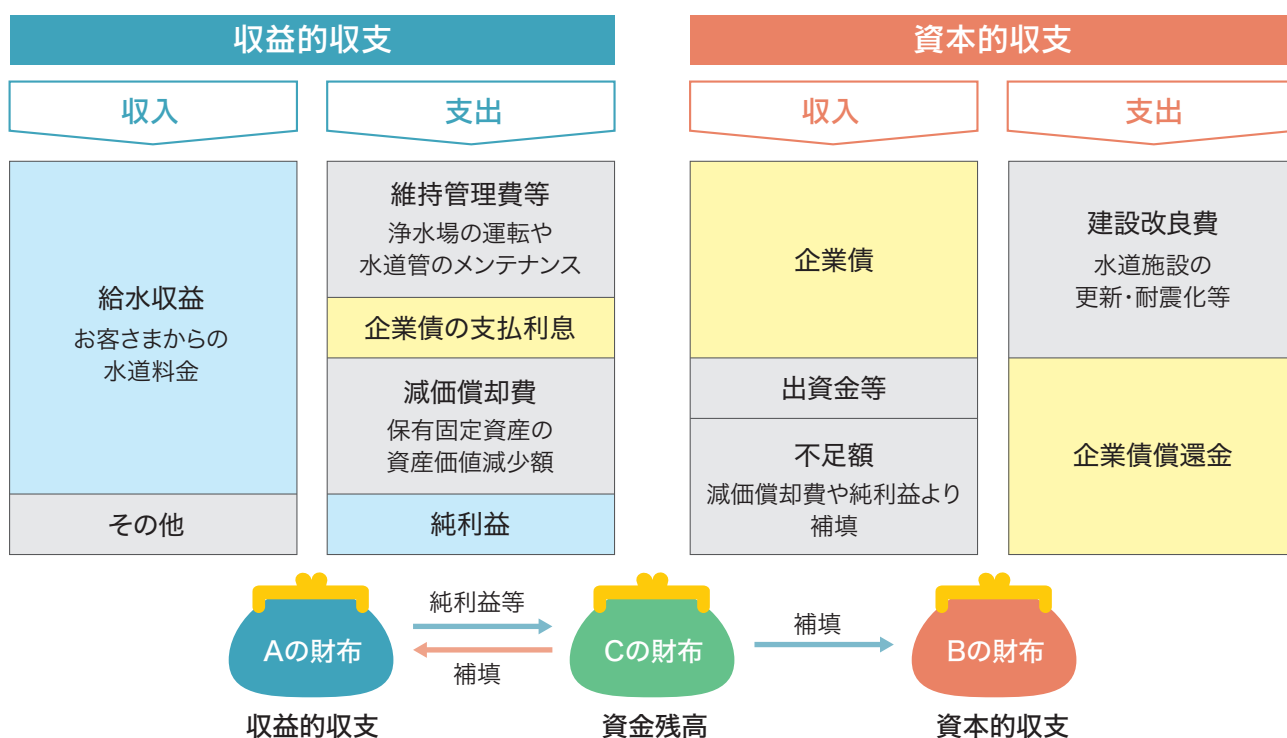 収益的収支
収入
支出
給水収益
お客さまからの
水道料金
その他
維持管理費等
浄水場の運転や
水道管のメンテナンス
企業債の支払利息
減価償却費
保有固定資産の
資産価値減少額
純利益
資本的収支
収入
支出
企業債
出資金等
不足額
減価償却費や純利益より
補填
建設改良費
水道施設の
更新・耐震化等
企業債償還金
Aの財布
純利益等
補填
Cの財布
補填
Bの財布
収益的収支
資金残高
資本的収支